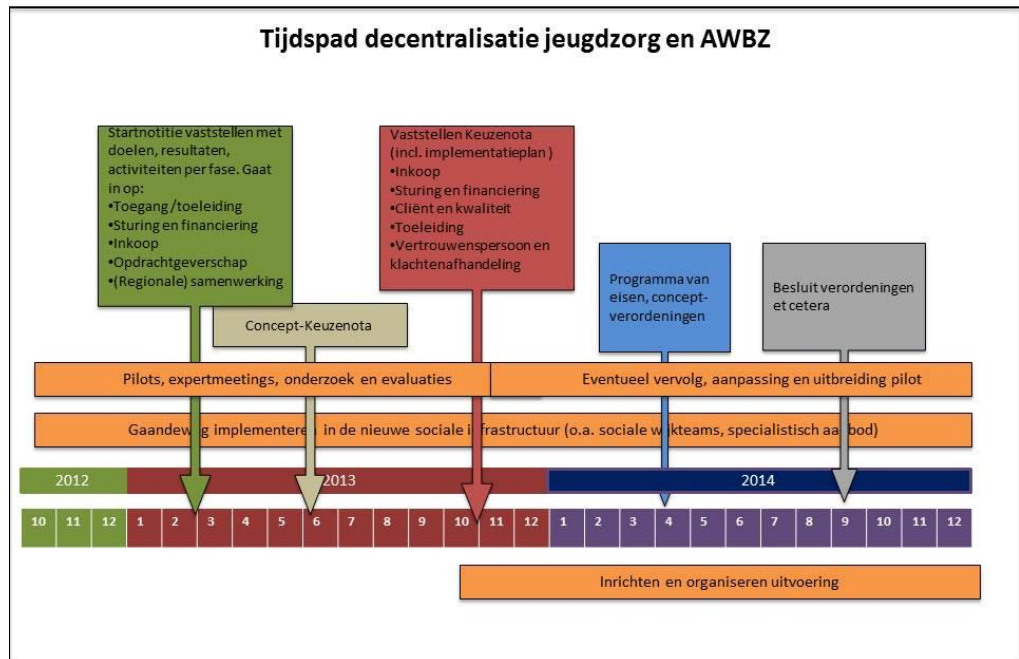 Tijdspad decentralisatie jeugdzorg en AWBZ
Startnotitie vaststellen met
doelen, resultaten,
activiteiten per fase. Gaat
in op:
•Toegang/toeleiding
•Sturing en financiering
•Inkoop
•Opdrachtgeverschap
•(Regionale) samenwerking
Concept-Keuzenota
Vaststellen Keuzenota
(incl. implementatieplan )
•Inkoop
•Sturing en financiering
•Cliënt en kwaliteit
•Toeleiding
•Vertrouwenspersoon en
klachtenafhandeling
Programma van
eisen, concept-
verordeningen
Besluit verordeningen
et cetera
Pilots, expertmeetings, onderzoek en evaluaties
Eventueel vervolg, aanpassing en uitbreiding pilot
Gaandeweg implementeren in de nieuwe sociale infrastructuur (o.a. sociale wijkteams, specialistisch aanbod)
2012 2013 2014
10 11 12 1 2 3 4 5 6 7 8 9 10 11 12 1 2 3 4 5 6 7 8 9 10 11 12
Inrichten en organiseren uitvoering